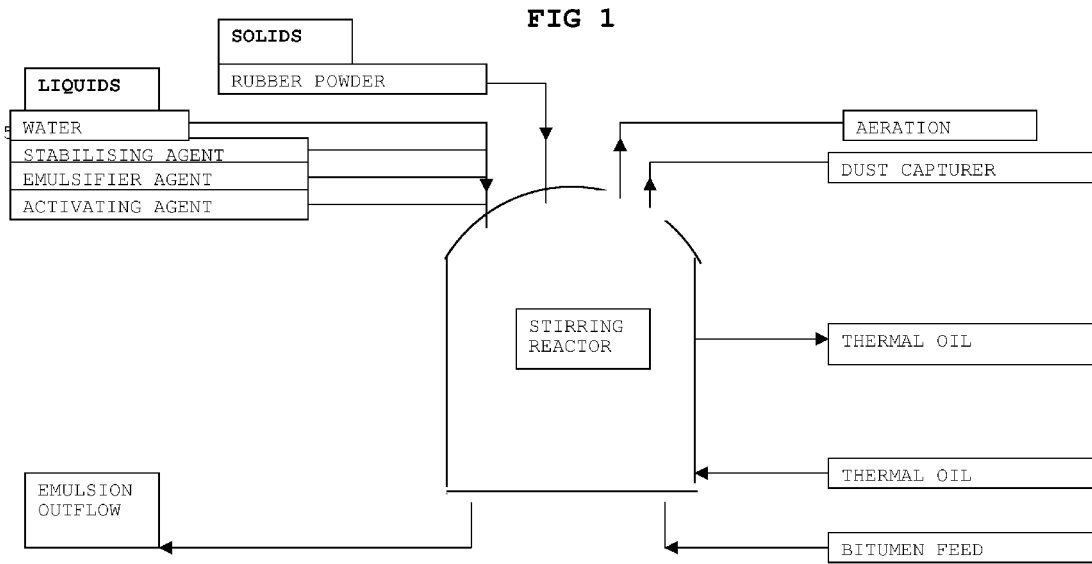 FIG 1
SOLIDS
RUBBER POWDER
LIQUIDS
5
WATER
STABILISING AGENT
EMULSIFIER AGENT
ACTIVATING AGENT
AERATION
DUST CAPTURER
STIRRING
REACTOR
THERMAL OIL
THERMAL OIL
EMULSION
OUTFLOW
BITUMEN FEED